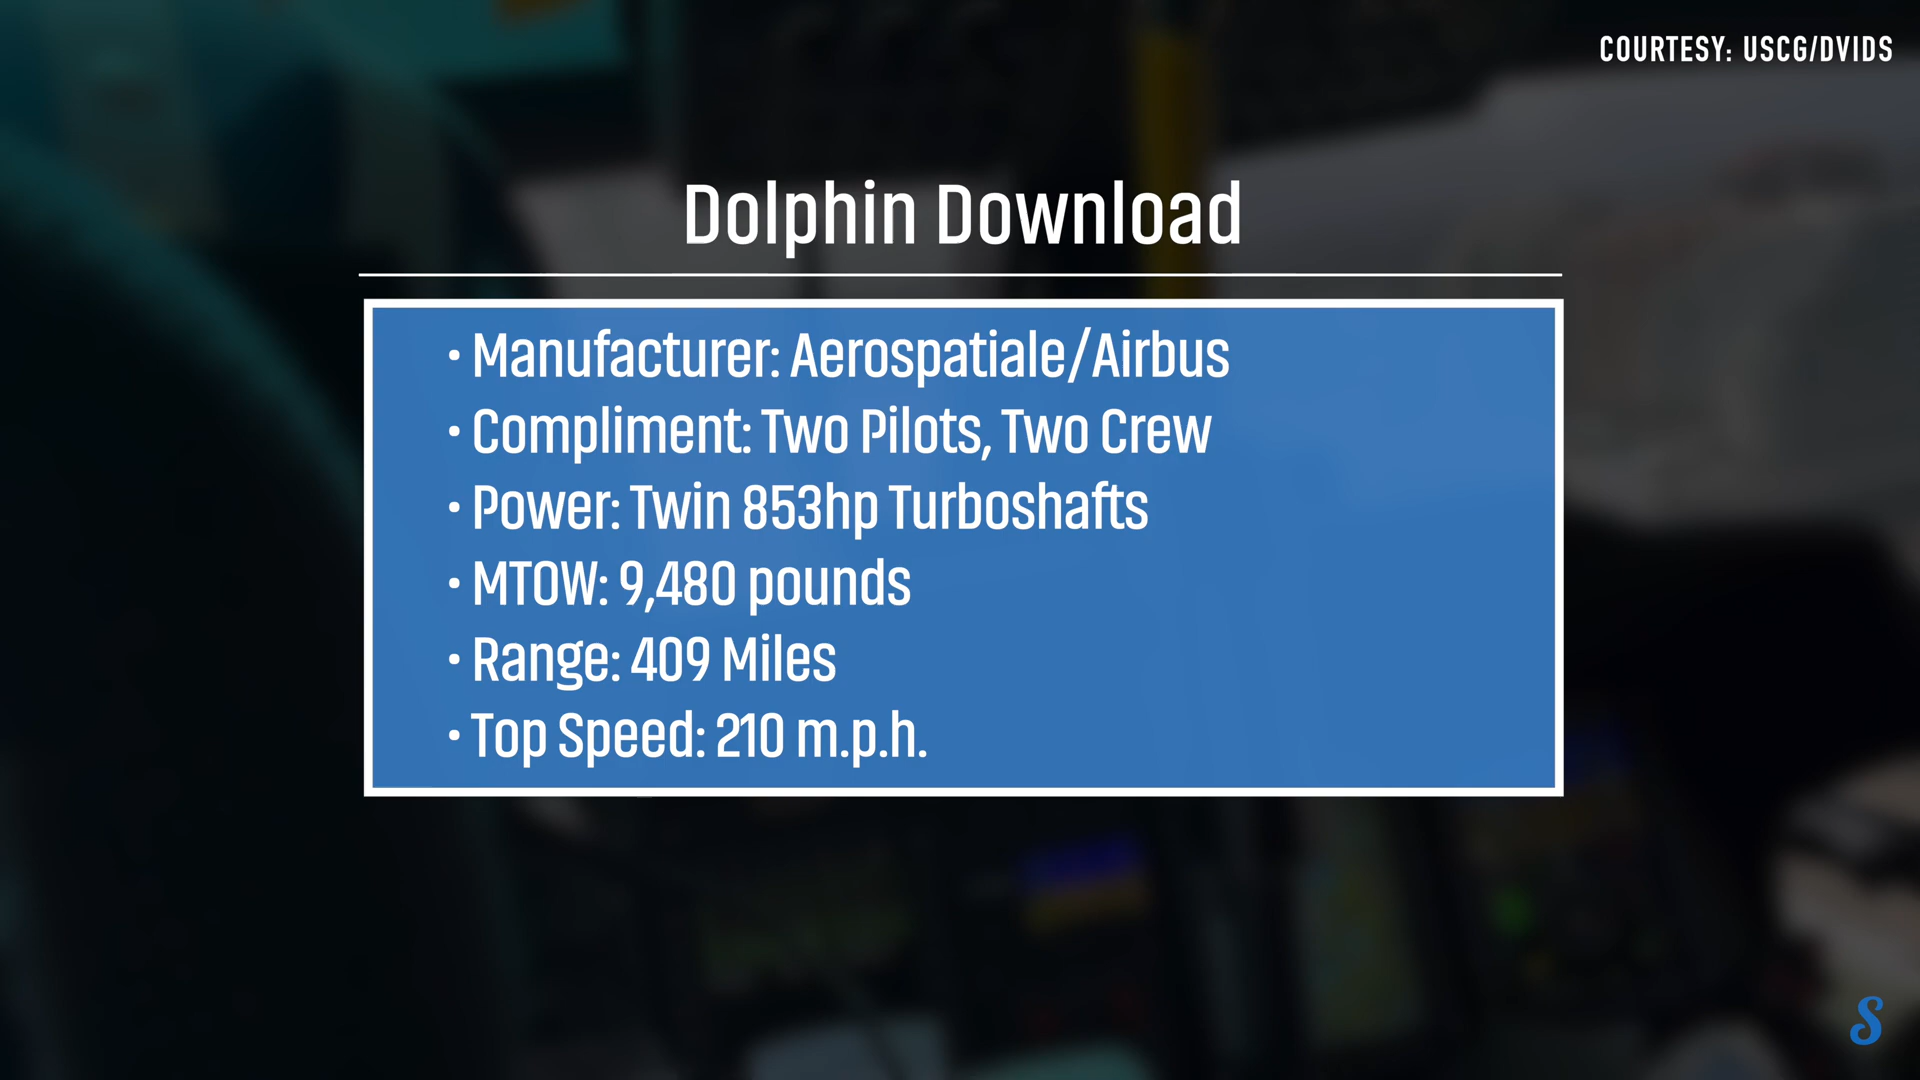 COURTESY: USCG/DVIDS
Dolphin Download
• Manufacturer: Aerospatiale/Airbus
• Compliment: Two Pilots, Two Crew
• Power: Twin 853hp Turboshafts
• MTOW: 9,480 pounds
• Range: 409 Miles
• Top Speed: 210 m.p.h.
S